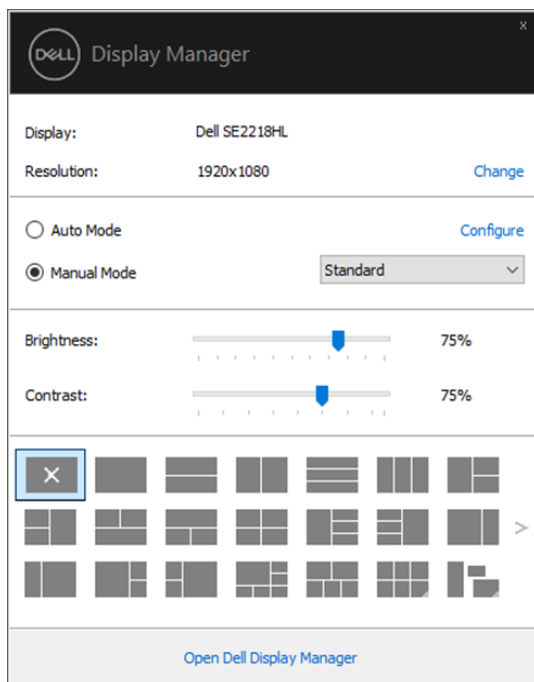 x
DELL Display Manager
Display: Dell SE2218HL
Resolution: 1920x1080 Change
Auto Mode Configure
Manual Mode Standard
Brightness: 75%
Contrast: 75%
Open Dell Display Manager